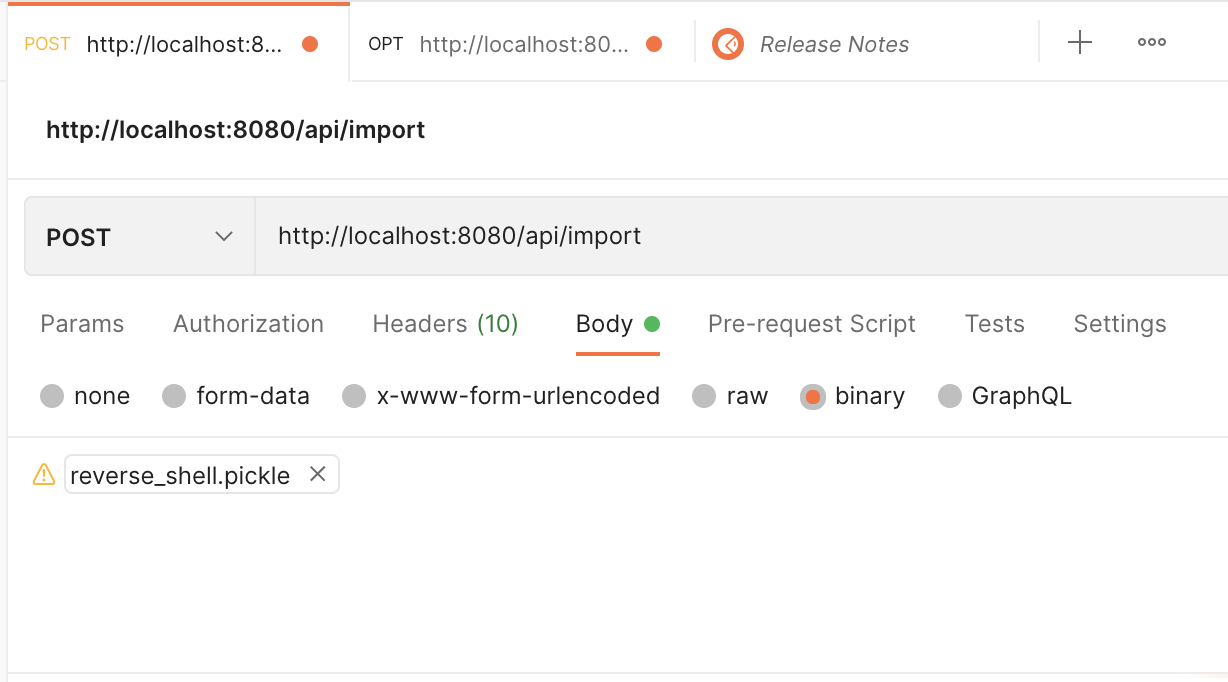 POST http://localhost:8... OPT http://localhost:80... Release Notes
http://localhost:8080/api/import
POST http://localhost:8080/api/import
Params Authorization Headers (10) Body Pre-request Script Tests Settings
none form-data x-www-form-urlencoded raw binary GraphQL
reverse_shell.pickle